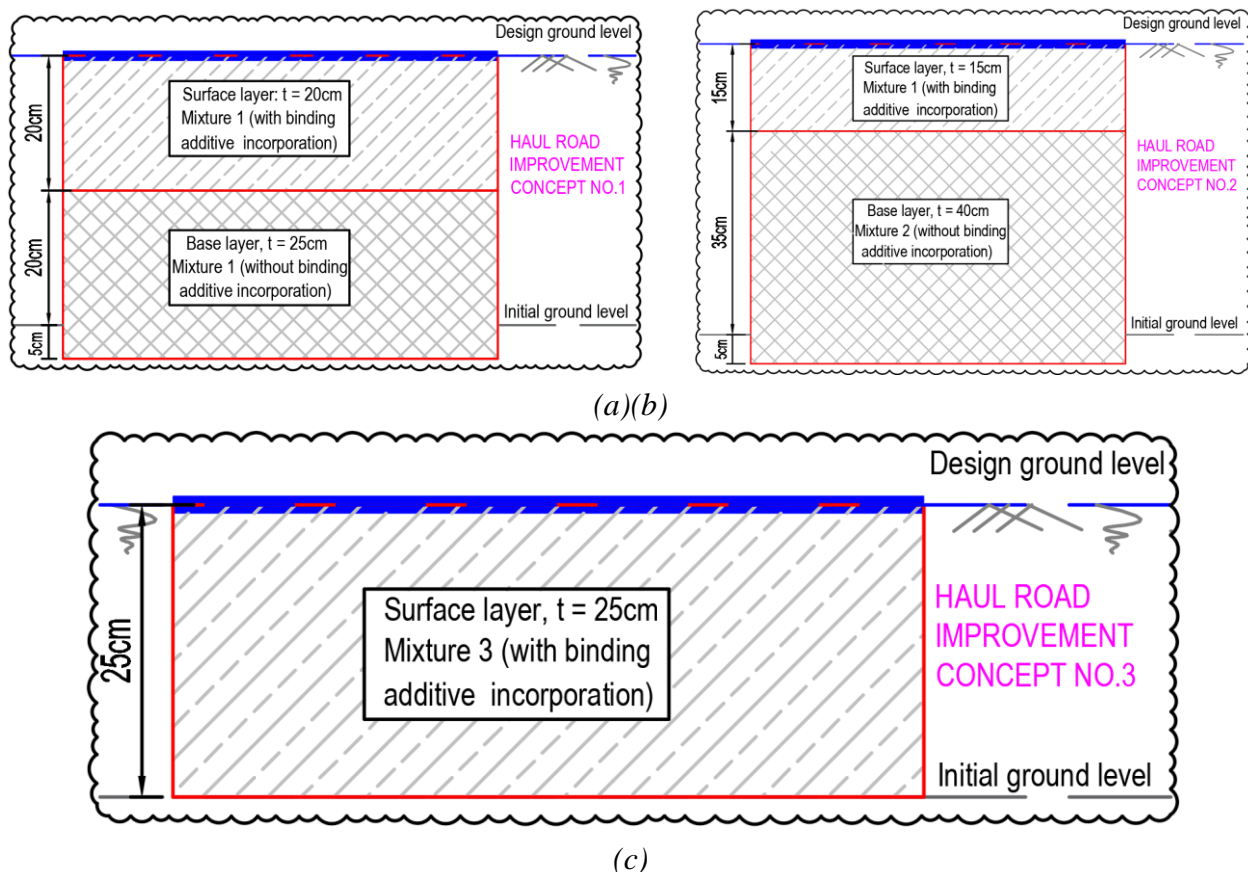 Design ground level
20cm
Surface layer: t = 20cm
Mixture 1 (with binding
additive incorporation)
HAUL ROAD
IMPROVEMENT
CONCEPT NO.1
20cm
Base layer, t = 25cm
Mixture 1 (without binding
additive incorporation)
Initial ground level
5cm
Design ground level
15cm
Surface layer, t = 15cm
Mixture 1 (with binding
additive incorporation)
HAUL ROAD
IMPROVEMENT
CONCEPT NO.2
35cm
Base layer, t = 40cm
Mixture 2 (without binding
additive incorporation)
Initial ground level
5cm
(a)(b)
Design ground level
25cm
Surface layer, t = 25cm
Mixture 3 (with binding
additive incorporation)
HAUL ROAD
IMPROVEMENT
CONCEPT NO.3
Initial ground level
(c)